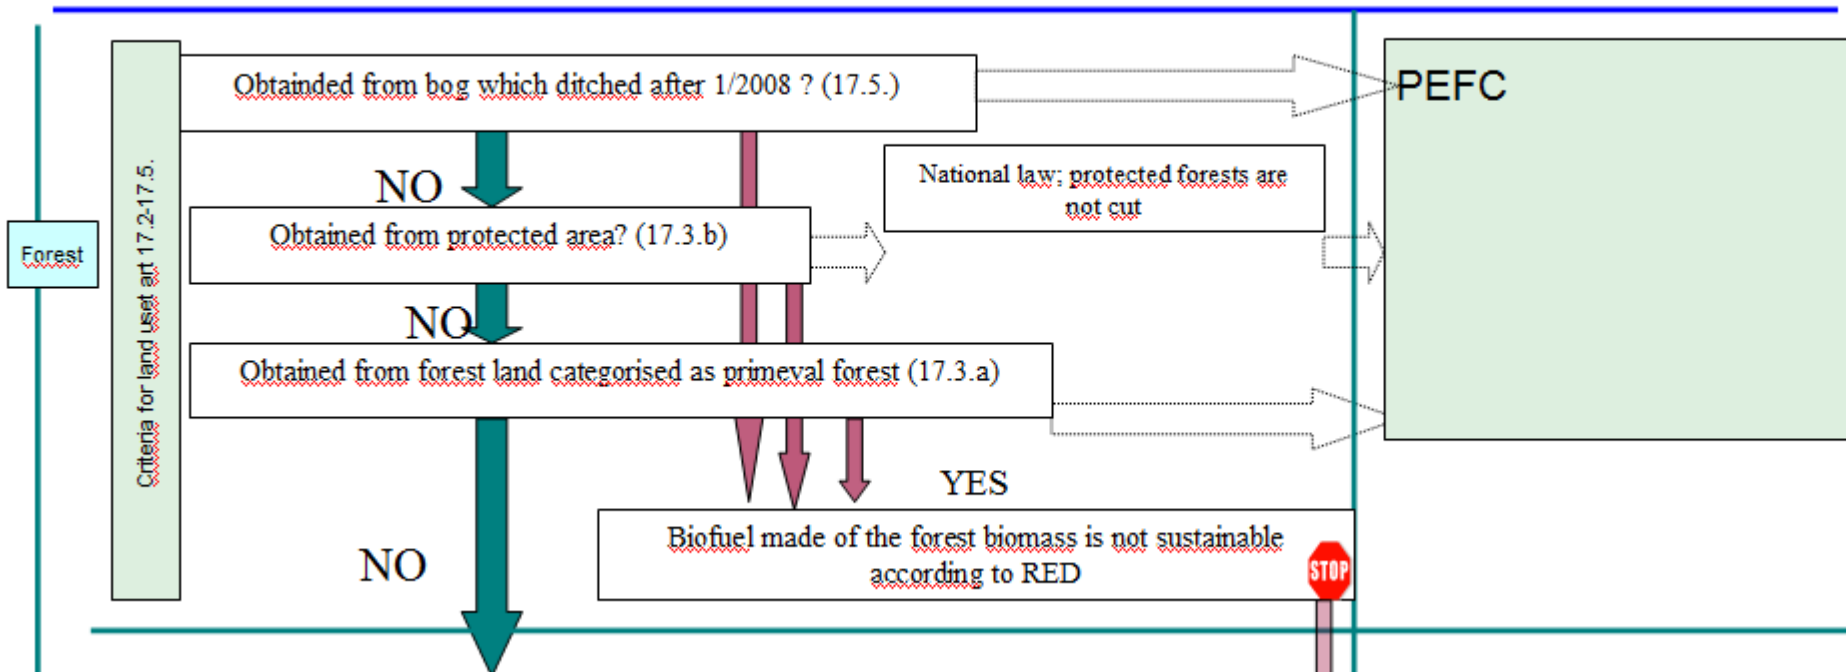 Obtainded from bog which ditched after 1/2008 ? (17.5.)
PEFC
NO
National law; protected forests are
not cut
Criteria for land uset art 17.2-17.5.
Forest
Obtained from protected area? (17.3.b)
NO
Obtained from forest land categorised as primeval forest (17.3.a)
YES
NO
Biofuel made of the forest biomass is not sustainable
according to RED
STOP